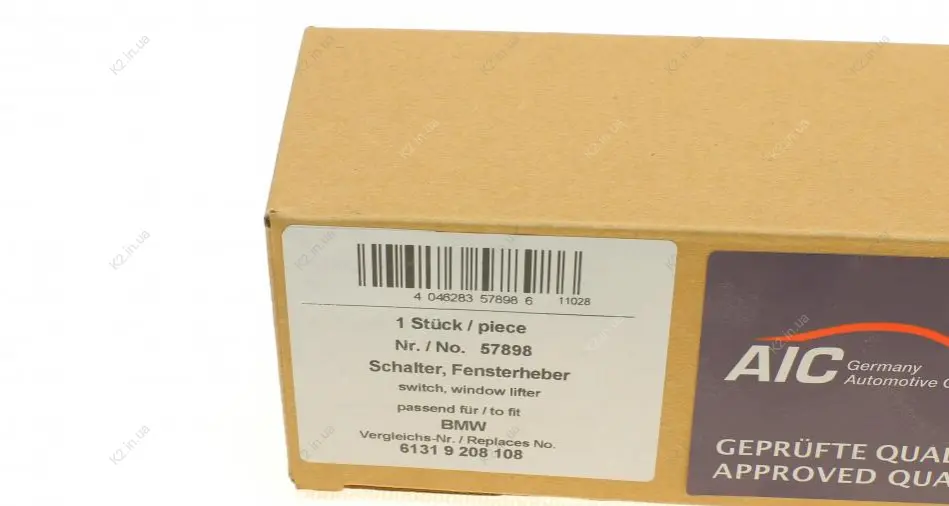 4 046283 57898 6 11028
1 Stück / piece
Nr. / No. 57898
Schalter, Fensterheber
switch, window lifter
passend für / to fit
BMW
Vergleichs-Nr. / Replaces No.
6131 9 208 108
AIC Germany
Automotive
GEPRÜFTE QUAL
APPROVED QUA
K2.in.ua